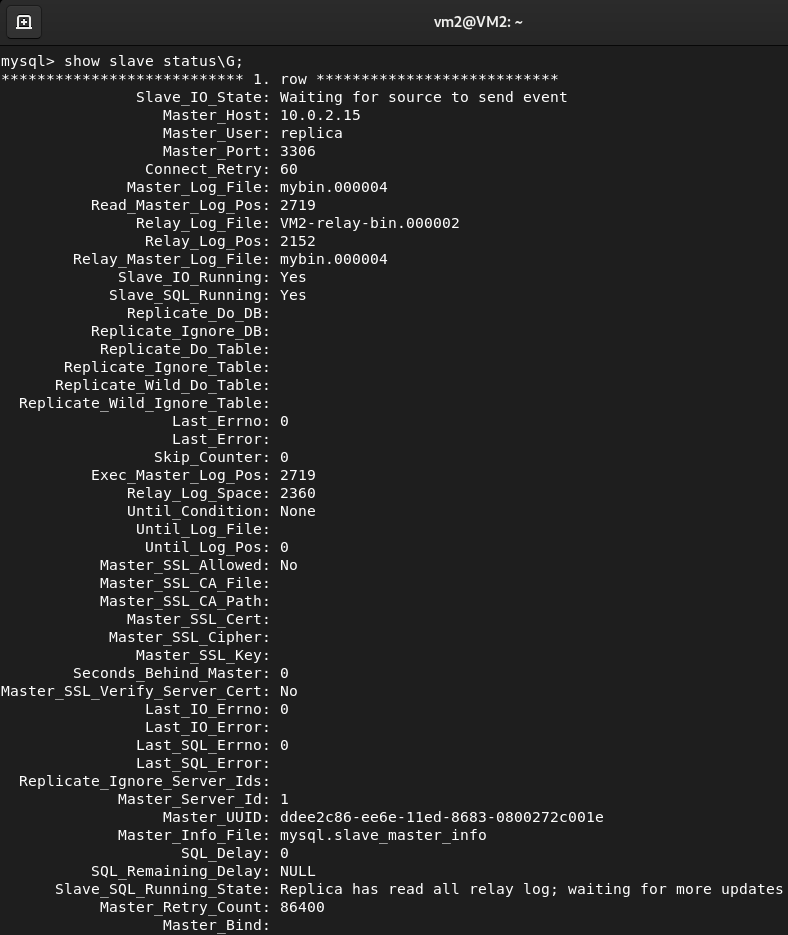 vm2@VM2: ~
mysql> show slave status\G;
*************************** 1. row ***************************
Slave_IO_State: Waiting for source to send event
Master_Host: 10.0.2.15
Master_User: replica
Master_Port: 3306
Connect_Retry: 60
Master_Log_File: mybin.000004
Read_Master_Log_Pos: 2719
Relay_Log_File: VM2-relay-bin.000002
Relay_Log_Pos: 2152
Relay_Master_Log_File: mybin.000004
Slave_IO_Running: Yes
Slave_SQL_Running: Yes
Replicate_Do_DB:
Replicate_Ignore_DB:
Replicate_Do_Table:
Replicate_Ignore_Table:
Replicate_Wild_Do_Table:
Replicate_Wild_Ignore_Table:
Last_Errno: 0
Last_Error:
Skip_Counter: 0
Exec_Master_Log_Pos: 2719
Relay_Log_Space: 2360
Until_Condition: None
Until_Log_File:
Until_Log_Pos: 0
Master_SSL_Allowed: No
Master_SSL_CA_File:
Master_SSL_CA_Path:
Master_SSL_Cert:
Master_SSL_Cipher:
Master_SSL_Key:
Seconds_Behind_Master: 0
Master_SSL_Verify_Server_Cert: No
Last_IO_Errno: 0
Last_IO_Error:
Last_SQL_Errno: 0
Last_SQL_Error:
Replicate_Ignore_Server_Ids:
Master_Server_Id: 1
Master_UUID: ddee2c86-ee6e-11ed-8683-0800272c001e
Master_Info_File: mysql.slave_master_info
SQL_Delay: 0
SQL_Remaining_Delay: NULL
Slave_SQL_Running_State: Replica has read all relay log; waiting for more updates
Master_Retry_Count: 86400
Master_Bind: